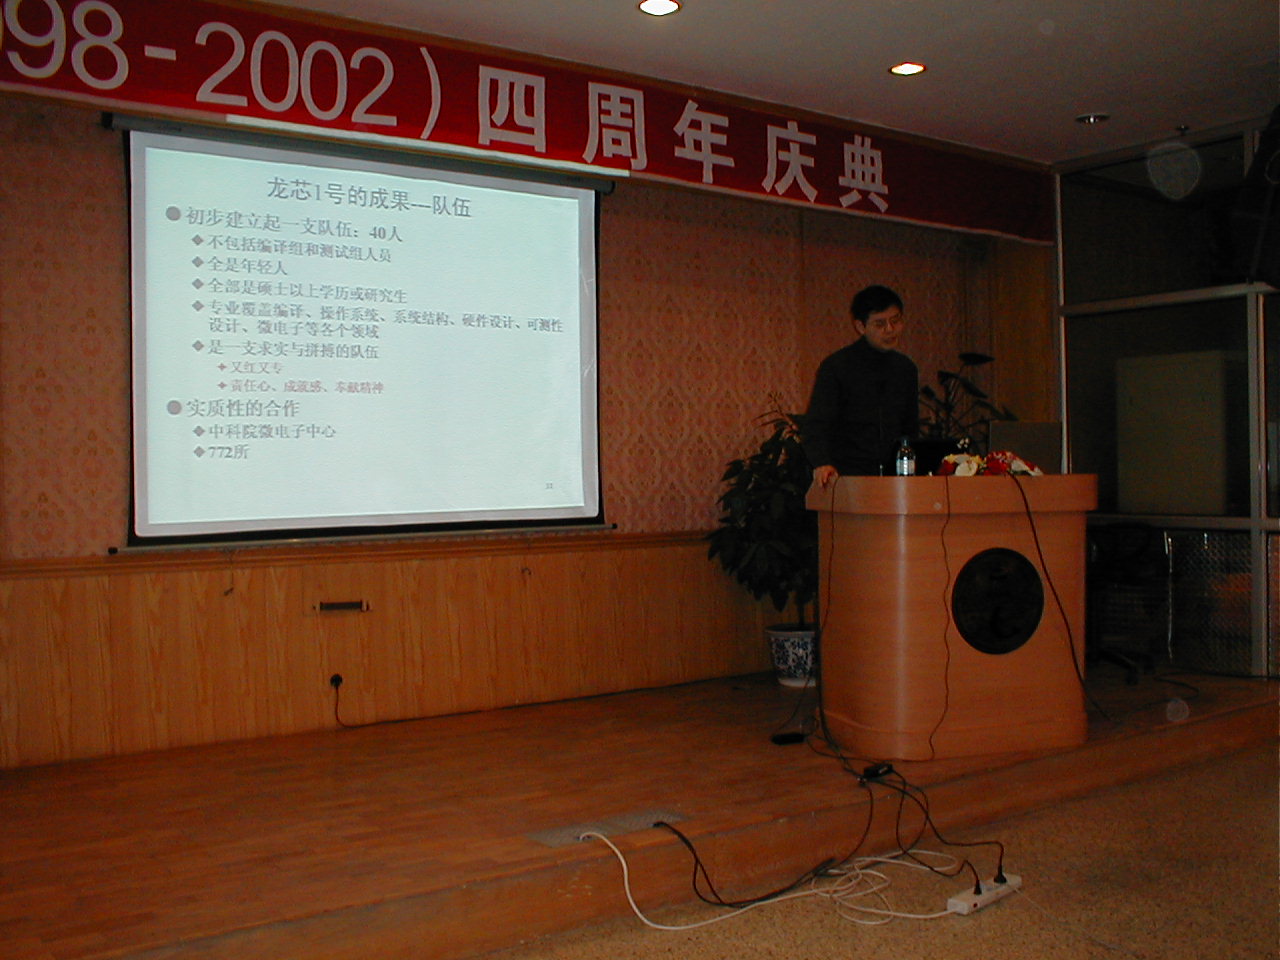 98-2002）四周年庆典
龙芯1号的成果---队伍
初步建立起一支队伍：40人
不包括编译组和测试组人员
全是年轻人
全部是硕士以上学历或研究生
专业覆盖编译、操作系统、系统结构、硬件设计、可测性
设计、微电子等各个领域
是一支求实与拼搏的队伍
又红又专
责任心、成就感、奉献精神
实质性的合作
中科院微电子中心
772所